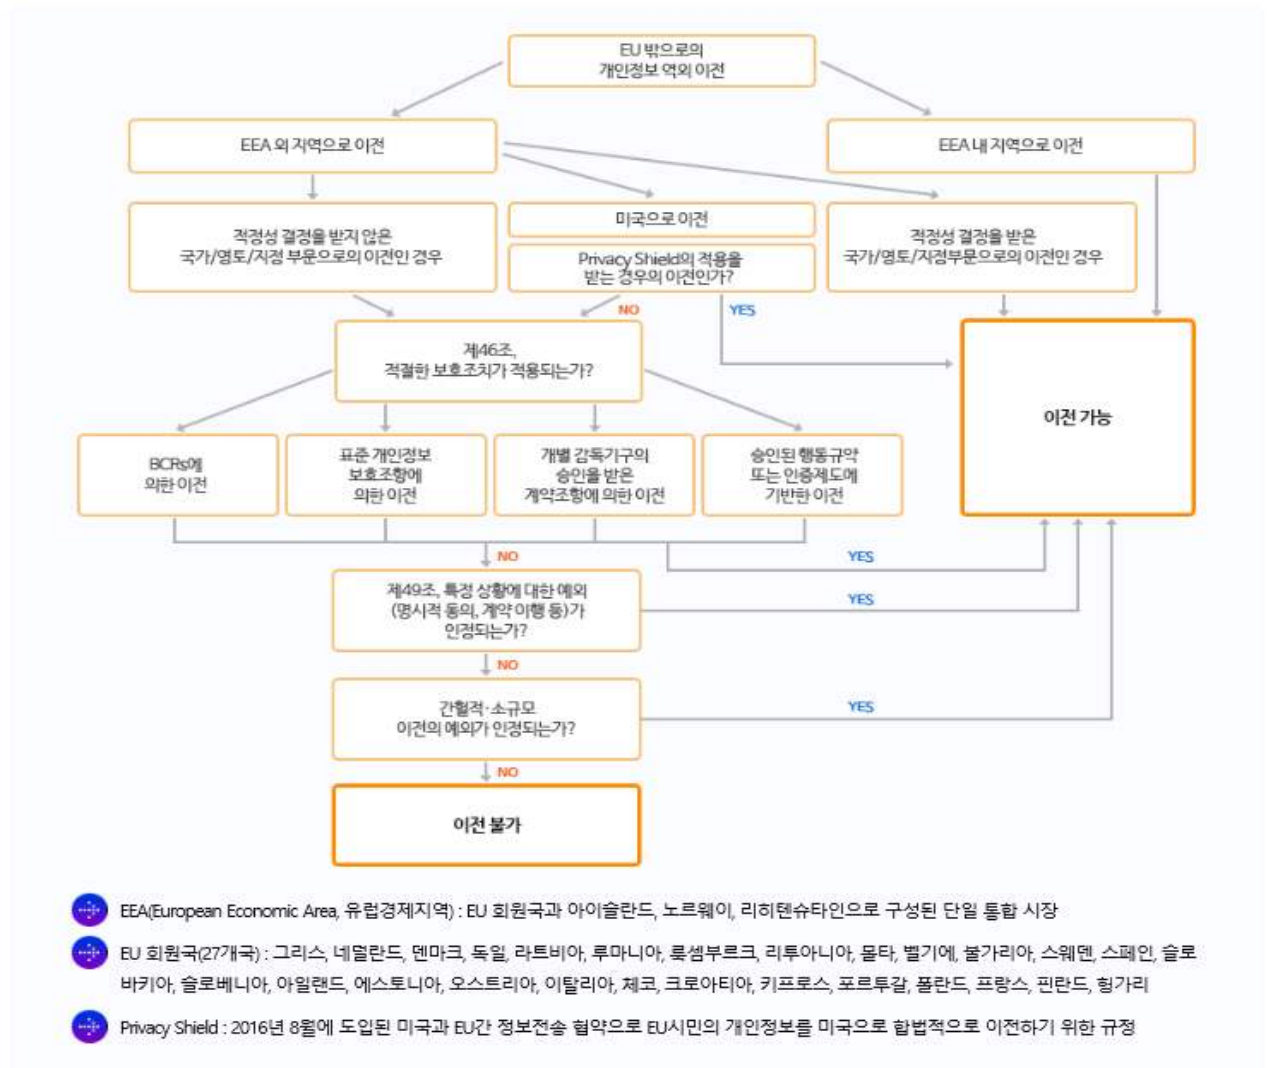 EU 밖으로의
개인정보 역외 이전
EEA 외 지역으로 이전
EEA 내 지역으로 이전
적정성 결정을 받지 않은
국가/영토/지정 부문으로의 이전인 경우
미국으로 이전
Privacy Shield의 적용을
받는 경우의 이전인가?
적정성 결정을 받은
국가/영토/지정부문으로의 이전인 경우
NO
YES
제46조,
적절한 보호조치가 적용되는가?
이전 가능
BCRs에
의한 이전
표준 개인정보
보호조항에
의한 이전
개별 감독기구의
승인을 받은
계약조항에 의한 이전
승인된 행동규약
또는 인증제도에
기반한 이전
NO
YES
제49조, 특정 상황에 대한 예외
(명시적 동의, 계약 이행 등)가
인정되는가?
YES
NO
간헐적·소규모
이전의 예외가 인정되는가?
YES
NO
이전 불가
EEA(European Economic Area, 유럽경제지역) : EU 회원국과 아이슬란드, 노르웨이, 리히텐슈타인으로 구성된 단일 통합 시장
EU 회원국(27개국) : 그리스, 네덜란드, 덴마크, 독일, 라트비아, 루마니아, 룩셈부르크, 리투아니아, 몰타, 벨기에, 불가리아, 스웨덴, 스페인, 슬로
바키아, 슬로베니아, 아일랜드, 에스토니아, 오스트리아, 이탈리아, 체코, 크로아티아, 키프로스, 포르투갈, 폴란드, 프랑스, 핀란드, 헝가리
Privacy Shield : 2016년 8월에 도입된 미국과 EU간 정보전송 협약으로 EU시민의 개인정보를 미국으로 합법적으로 이전하기 위한 규정